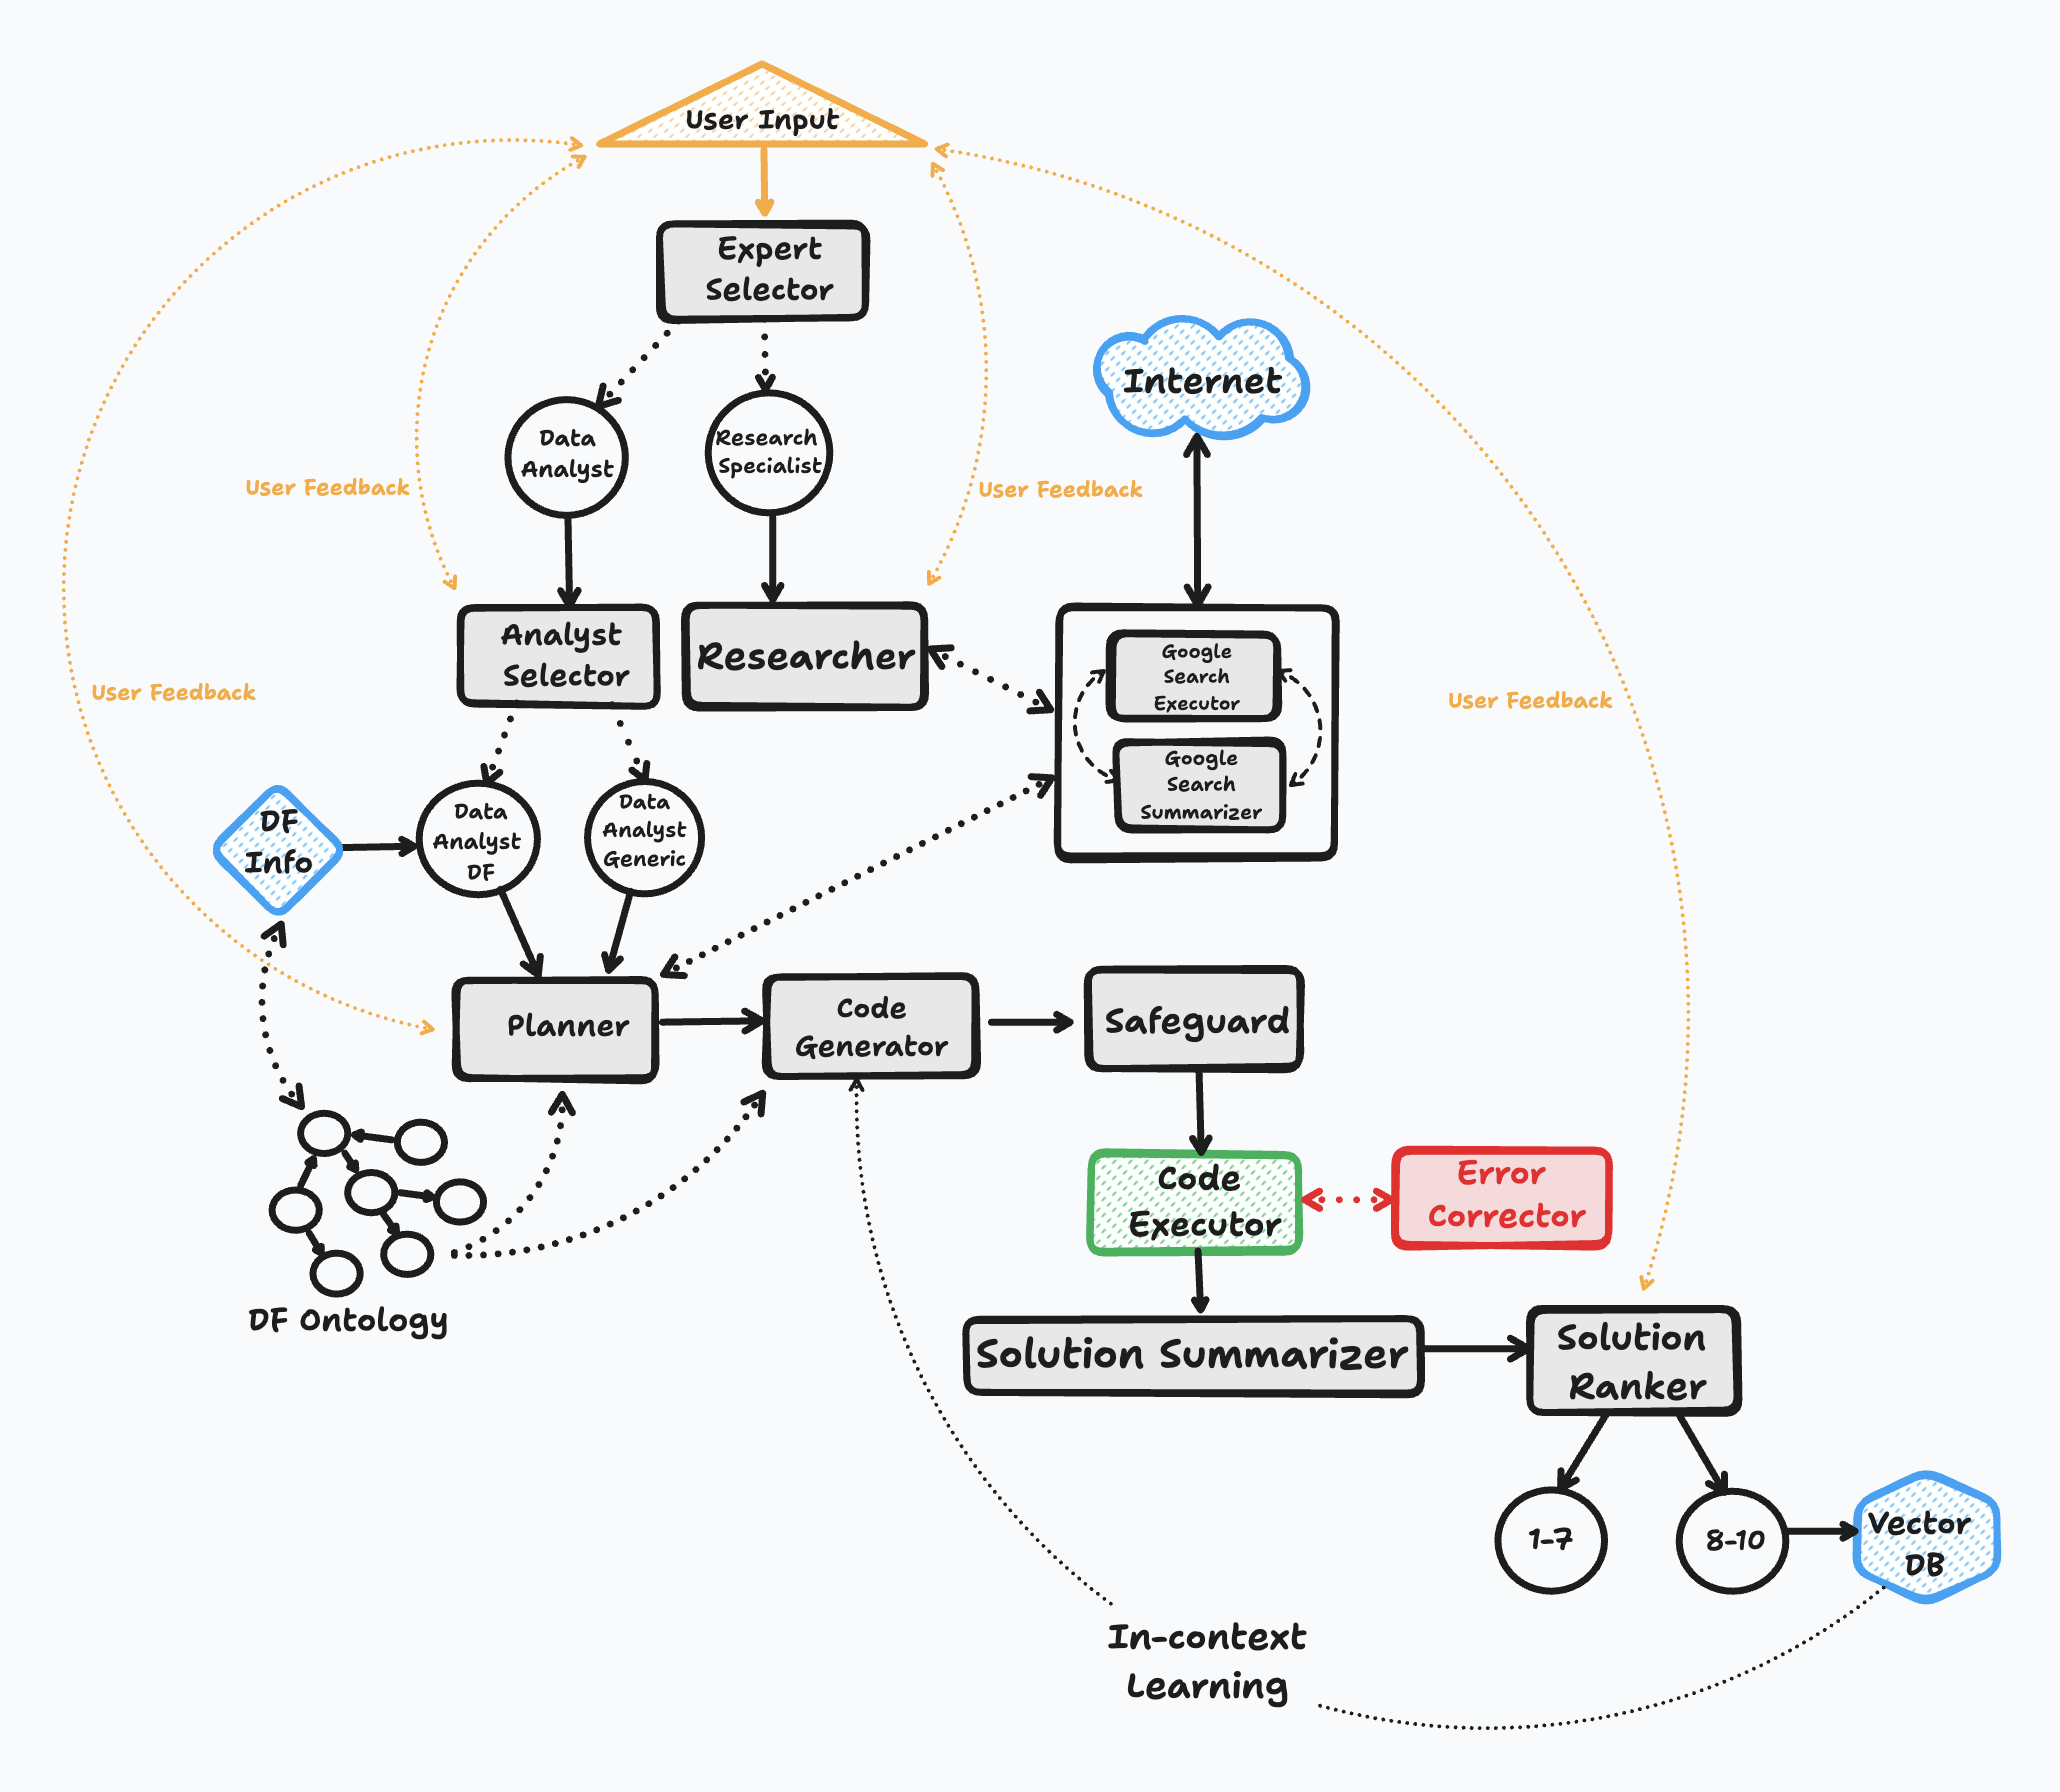 User Input
Expert
Selector
Internet
Data
Analyst
Research
Specialist
User Feedback
User Feedback
Analyst
Selector
Researcher
Google
Search
Executor
Google
Search
Summarizer
User Feedback
User Feedback
DF
Info
Data
Analyst
DF
Data
Analyst
Generic
Planner
Code
Generator
Safeguard
Code
Executor
Error
Corrector
DF Ontology
Solution Summarizer
Solution
Ranker
1-7
8-10
Vector
DB
In-context
Learning